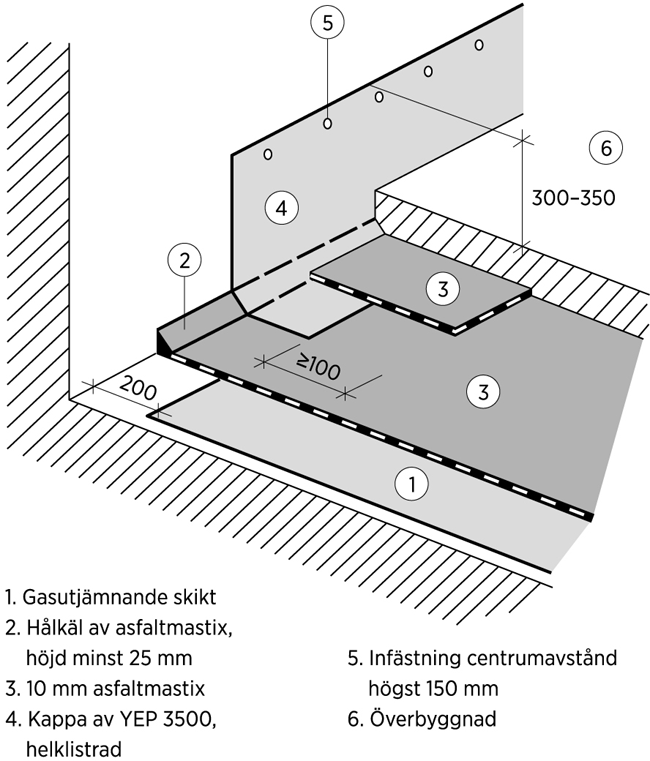 5
6
300–350
4
2
3
≥100
200
3
1
1. Gasutjämnande skikt
2. Hålkäl av asfaltmastix,
höjd minst 25 mm
3. 10 mm asfaltmastix
4. Kappa av YEP 3500,
helklistrad
5. Infästning centrumavstånd
högst 150 mm
6. Överbyggnad